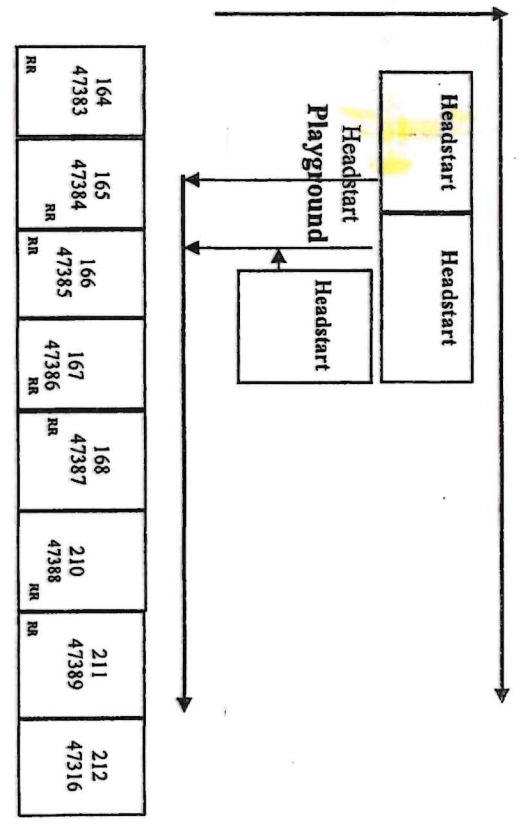 Headstart
Headstart
Headstart
Playground
Headstart
164
47383
RR
165
47384
RR
166
47385
RR
167
47386
RR
168
47387
RR
210
47388
RR
211
47389
RR
212
47316